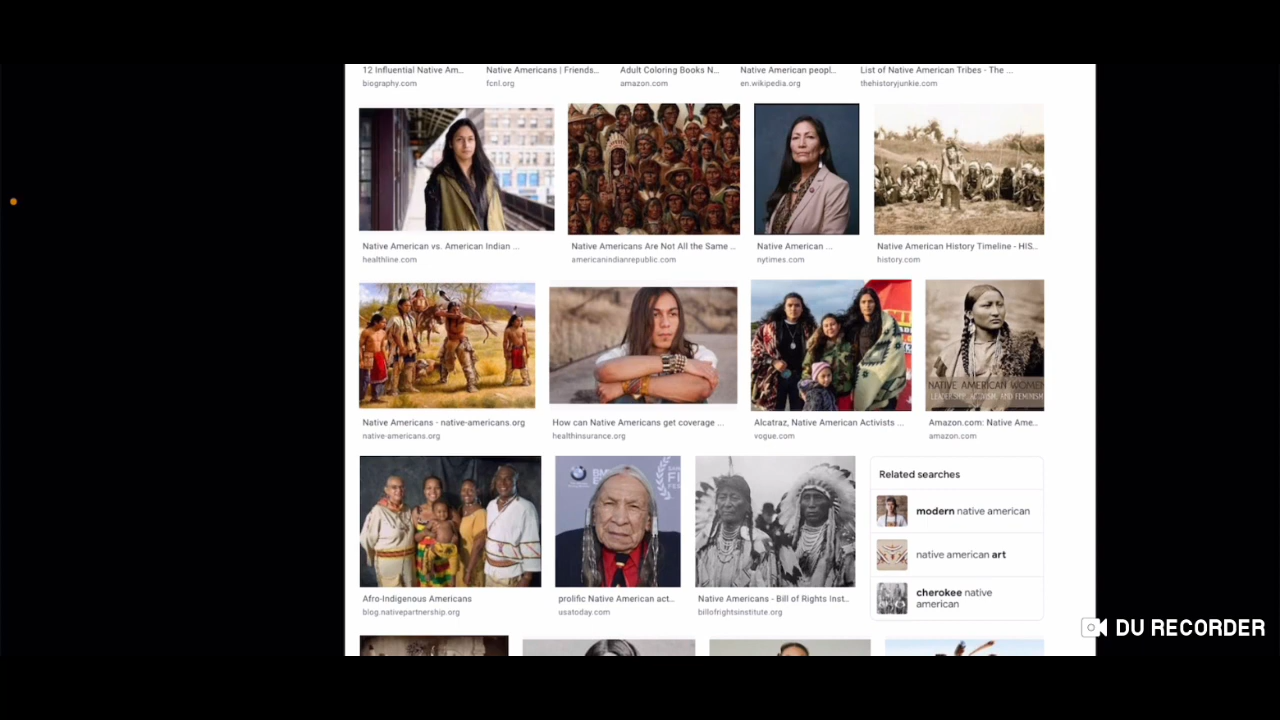 12 Influential Native Am...
biography.com
Native Americans | Friends...
fcnl.org
Adult Coloring Books N...
amazon.com
Native American peopl...
en.wikipedia.org
List of Native American Tribes - The ...
thehistoryjunkie.com
Native American vs. American Indian ...
healthline.com
Native Americans Are Not All the Same ...
americanindianrepublic.com
Native American ...
nytimes.com
Native American History Timeline - HIS...
history.com
NATIVE AMERICAN WOMEN
LEADERSHIP, ACTIVISM, AND FEMINISM
Native Americans - native-americans.org
native-americans.org
How can Native Americans get coverage ...
healthinsurance.org
Alcatraz, Native American Activists ...
vogue.com
Amazon.com: Native Ame...
amazon.com
Afro-Indigenous Americans
blog.nativepartnership.org
prolific Native American act...
usatoday.com
Native Americans - Bill of Rights Inst...
billofrightsinstitute.org
Related searches
modern native american
native american art
cherokee native
american
DU RECORDER